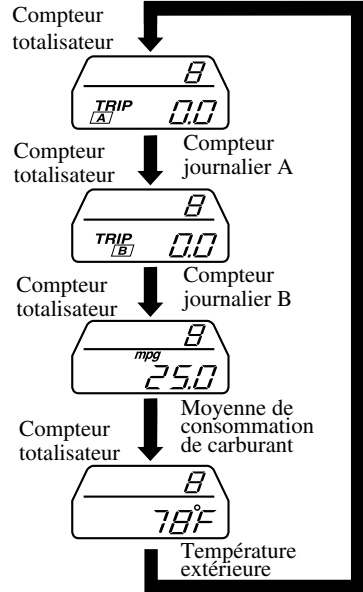 Compteur
totalisateur
8
TRIP A 0.0
Compteur
totalisateur
Compteur
journalier A
8
TRIP B 0.0
Compteur
totalisateur
Compteur
journalier B
8
mpg
25.0
Compteur
totalisateur
Moyenne de
consommation
de carburant
8
78°F
Température
extérieure